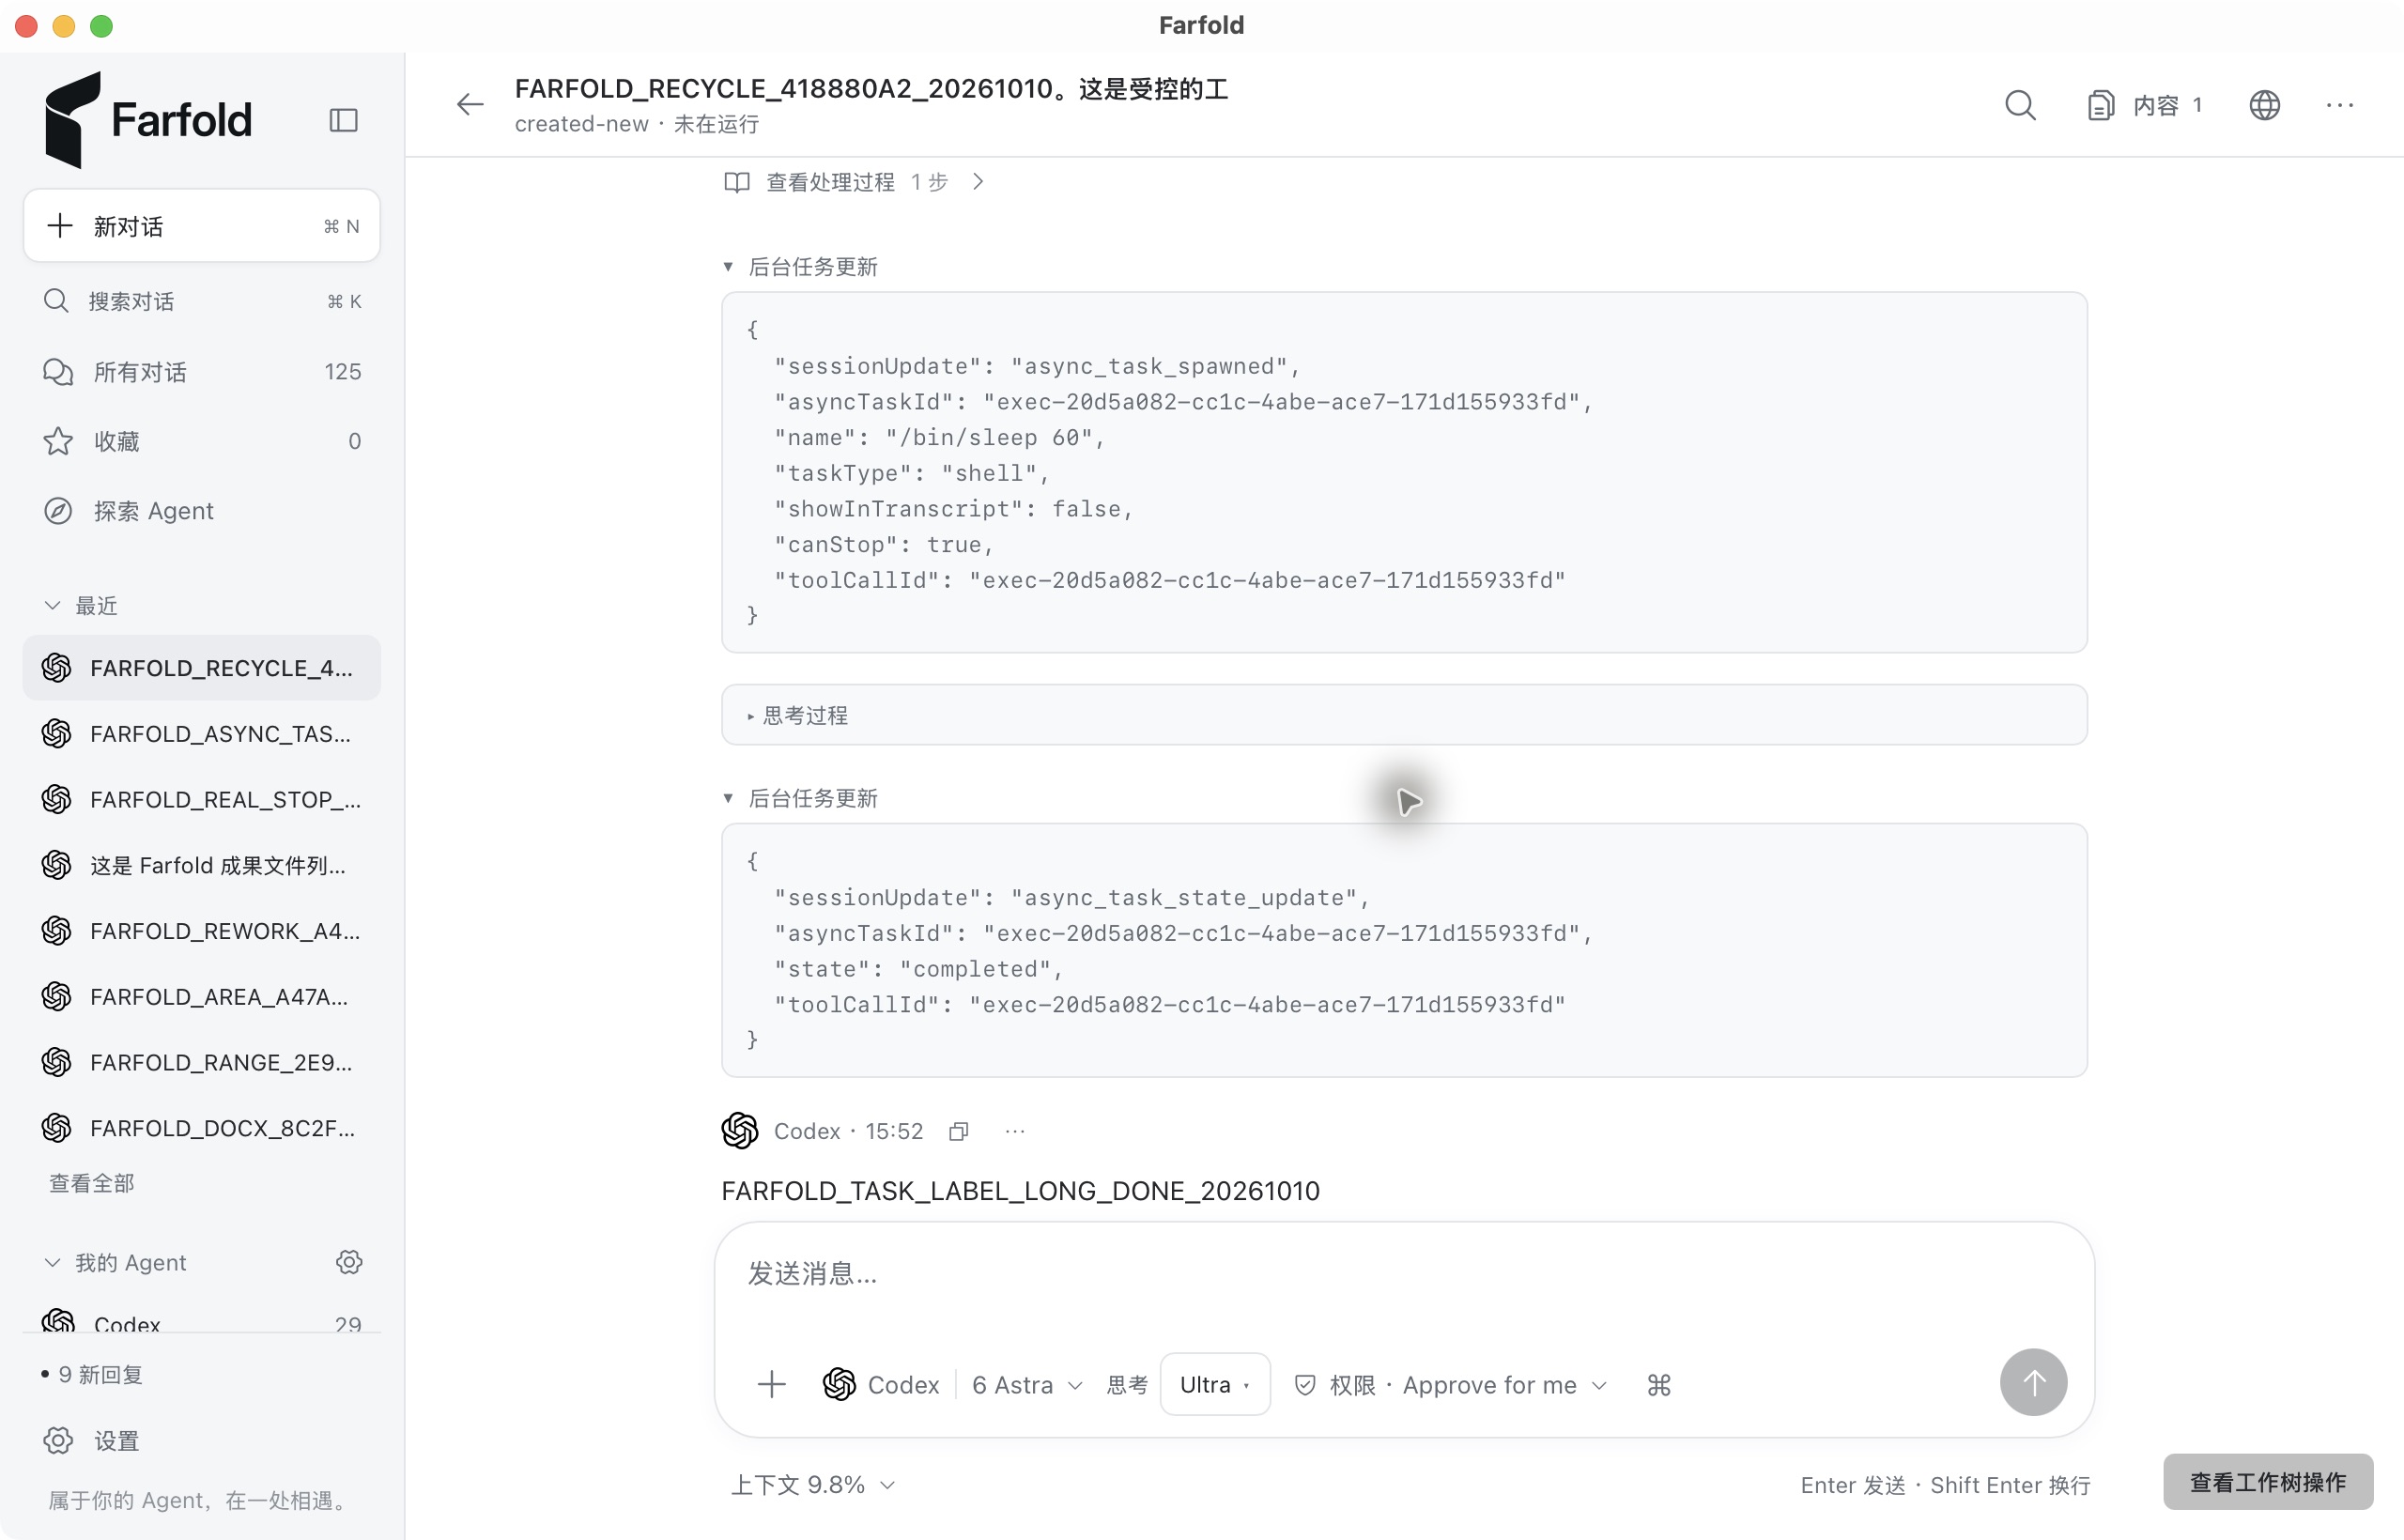 Farfold
Farfold
新对话
⌘ N
搜索对话
⌘ K
所有对话
125
收藏
0
探索 Agent
最近
FARFOLD_RECYCLE_4...
FARFOLD_ASYNC_TAS...
FARFOLD_REAL_STOP_...
这是 Farfold 成果文件列...
FARFOLD_REWORK_A4...
FARFOLD_AREA_A47A...
FARFOLD_RANGE_2E9...
FARFOLD_DOCX_8C2F...
查看全部
我的 Agent
Codex
29
9 新回复
设置
属于你的 Agent，在一处相遇。
FARFOLD_RECYCLE_418880A2_20261010。这是受控的工
created-new · 未在运行
内容 1
查看处理过程 1 步
后台任务更新
{
"sessionUpdate": "async_task_spawned",
"asyncTaskId": "exec-20d5a082-cc1c-4abe-ace7-171d155933fd",
"name": "/bin/sleep 60",
"taskType": "shell",
"showInTranscript": false,
"canStop": true,
"toolCallId": "exec-20d5a082-cc1c-4abe-ace7-171d155933fd"
}
思考过程
后台任务更新
{
"sessionUpdate": "async_task_state_update",
"asyncTaskId": "exec-20d5a082-cc1c-4abe-ace7-171d155933fd",
"state": "completed",
"toolCallId": "exec-20d5a082-cc1c-4abe-ace7-171d155933fd"
}
Codex · 15:52
FARFOLD_TASK_LABEL_LONG_DONE_20261010
发送消息...
Codex
6 Astra
思考
Ultra
权限 · Approve for me
⌘
上下文 9.8%
Enter 发送 · Shift Enter 换行
查看工作树操作